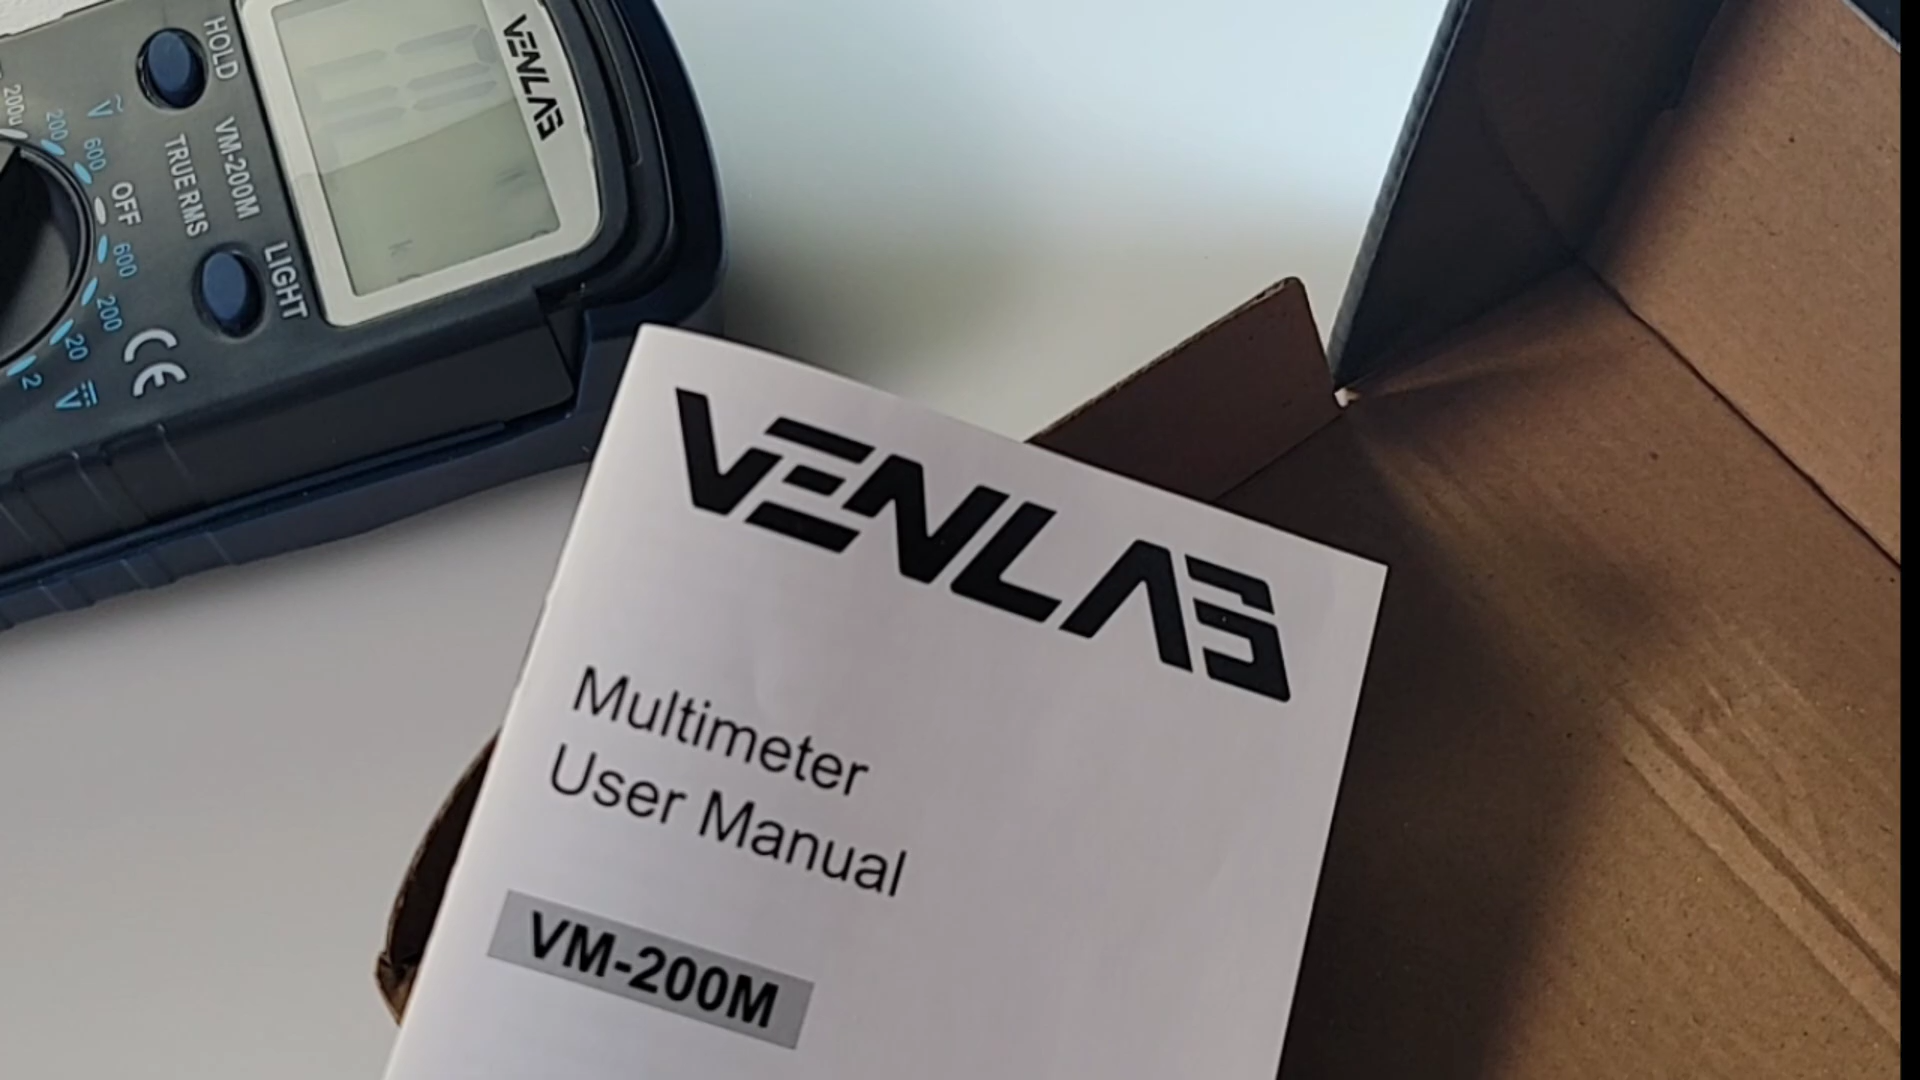 VENLAB
HOLD
VM-200M
TRUE RMS
LIGHT
200u
V
200
600
OFF
600
200
20
2
V
CE
k
VENLAB
Multimeter
User Manual
VM-200M